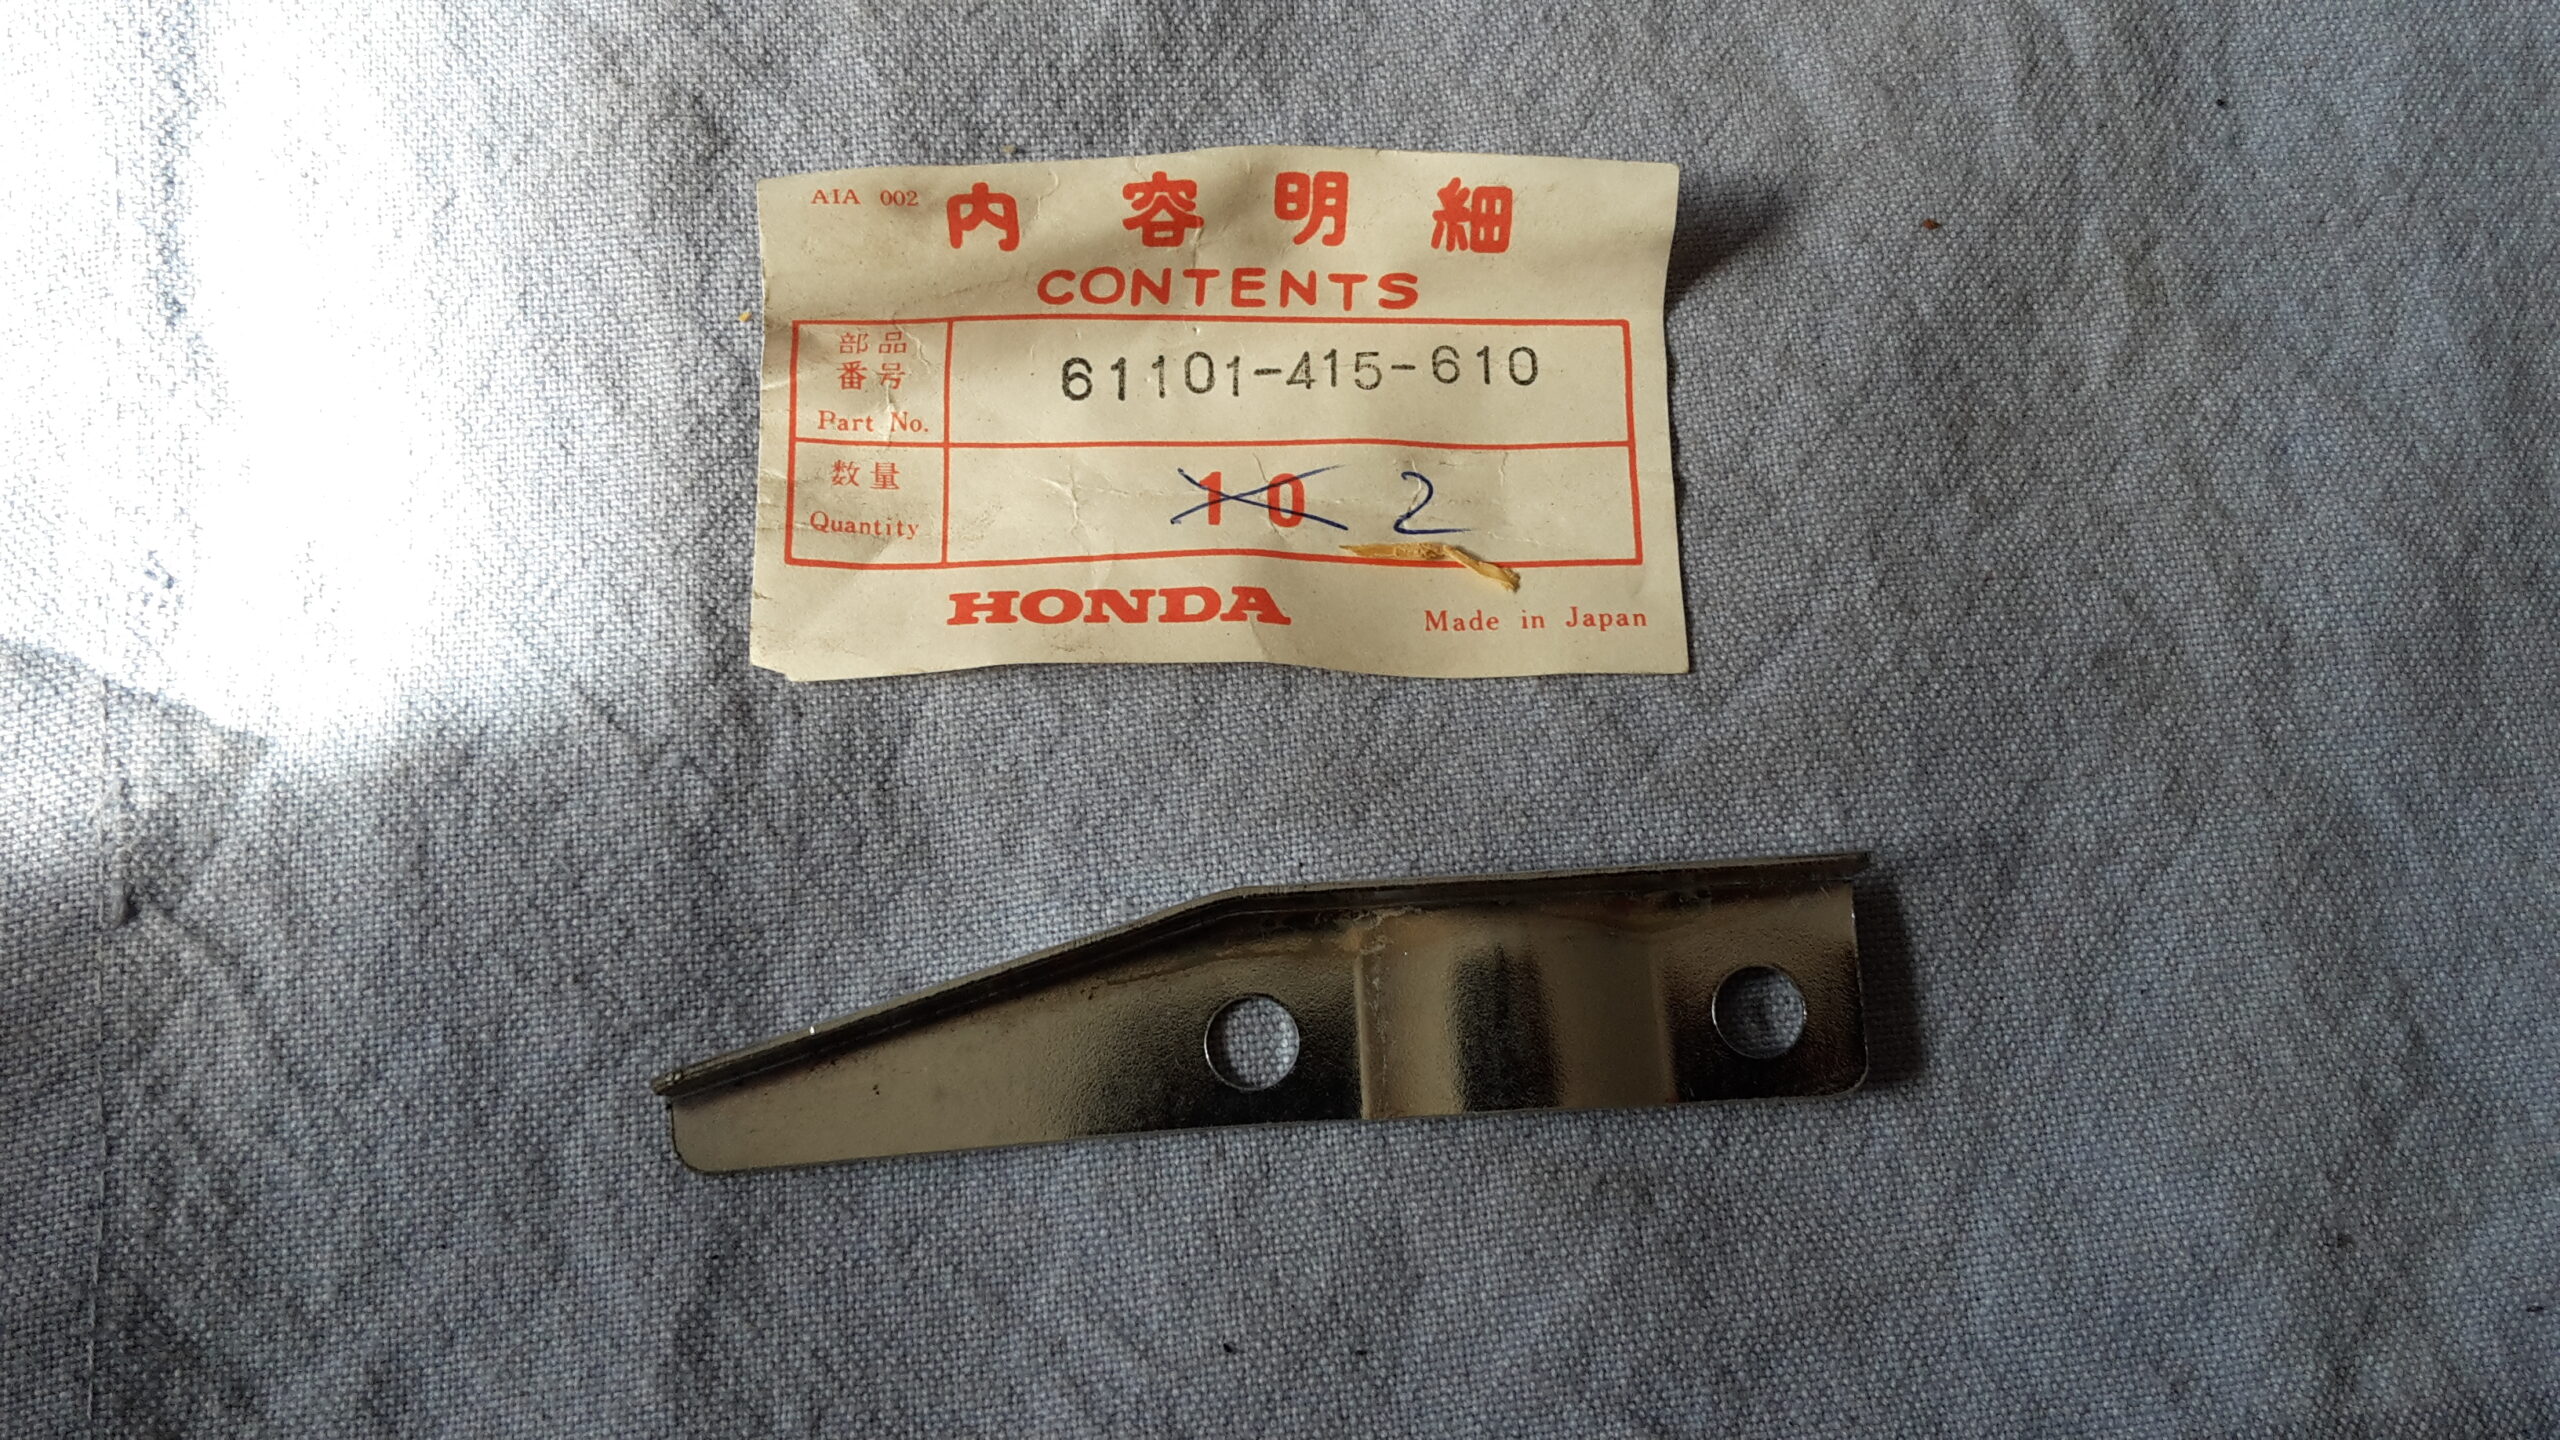 AIA 002
内容明細
CONTENTS
部品
番号
Part No.
61101-415-610
数量
Quantity
10 2
HONDA
Made in Japan